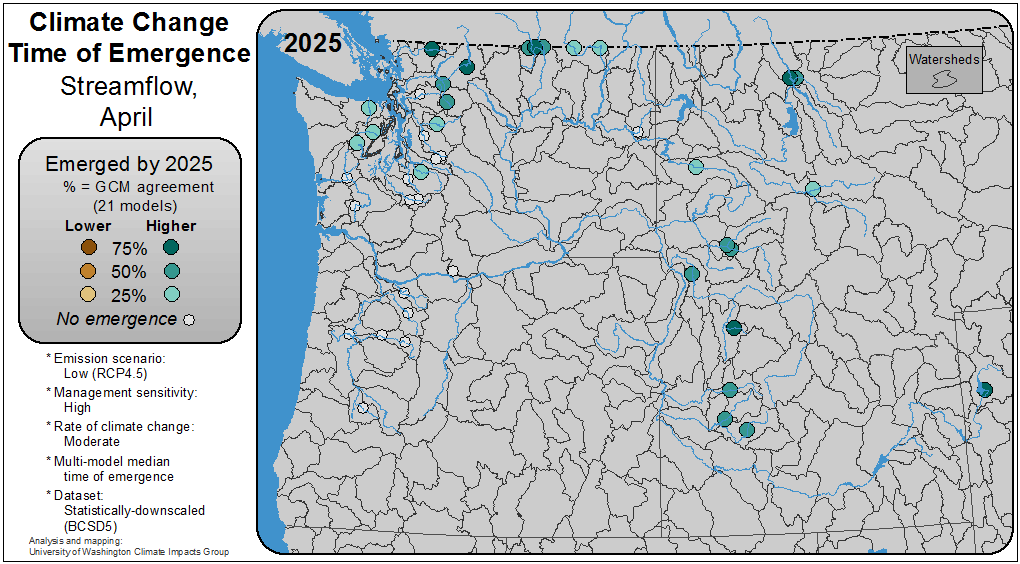 Climate Change
Time of Emergence
Streamflow,
April
Emerged by 2025
% = GCM agreement
(21 models)
Lower Higher
75%
50%
25%
No emergence
* Emission scenario:
Low (RCP4.5)
* Management sensitivity:
High
* Rate of climate change:
Moderate
* Multi-model median
time of emergence
* Dataset:
Statistically-downscaled
(BCSD5)
Analysis and mapping:
University of Washington Climate Impacts Group
2025
Watersheds